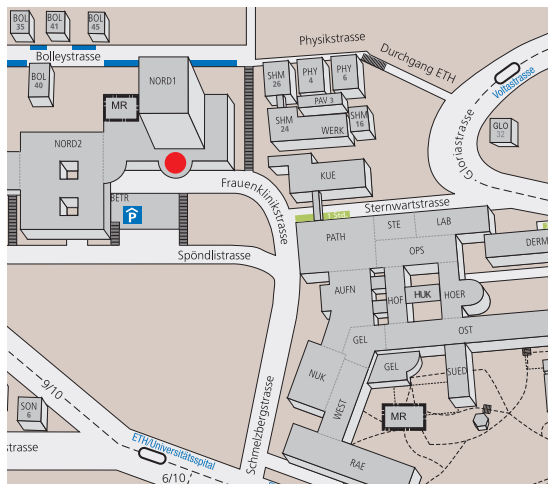 BOL
35
BOL
41
BOL
45
Bolleystrasse
BOL
40
MR
NORD1
NORD2
BETR
P
Physikstrasse
Durchgang ETH
SHM
26
PHY
4
PHY
6
PAV 3
SHM
24
WERK
SHM
16
KUE
Gloriastrasse
Voltastrasse
GLO
32
Frauenklinikstrasse
Sternwartstrasse
Spöndlistrasse
PATH
STE
LAB
OPS
DERM
AUFN
HOF
HUK
HOER
GEL
OST
NUK
GEL
SUED
WEST
MR
RAE
Schmelzbergstrasse
9/10
SON
6
strasse
ETH/Universitätsspital
6/10